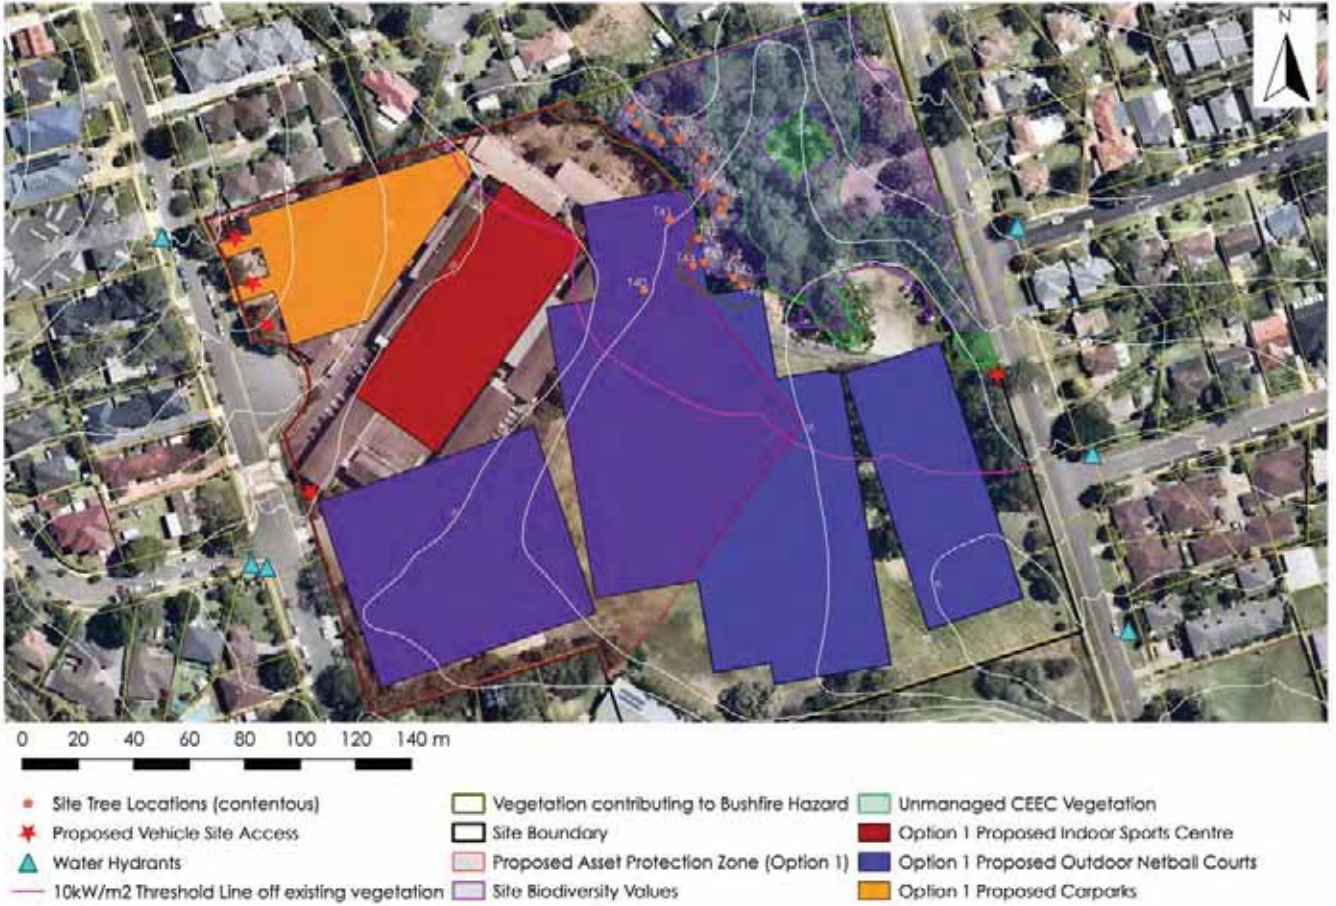 N
T41
T40
T44
0 20 40 60 80 100 120 140 m
Site Tree Locations (contentous)
Proposed Vehicle Site Access
Water Hydrants
10kW/m2 Threshold Line off existing vegetation
Vegetation contributing to Bushfire Hazard
Site Boundary
Proposed Asset Protection Zone (Option 1)
Site Biodiversity Values
Unmanaged CEEC Vegetation
Option 1 Proposed Indoor Sports Centre
Option 1 Proposed Outdoor Netball Courts
Option 1 Proposed Carparks